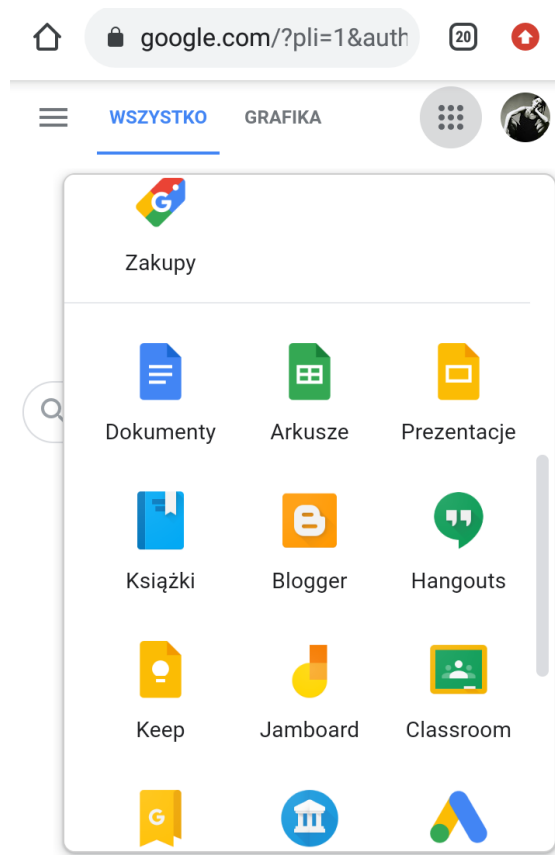 google.com/?pli=1&auth
20
WSZYSTKO GRAFIKA
G
Zakupy
Dokumenty Arkusze Prezentacje
Książki Blogger Hangouts
Keep Jamboard Classroom
G